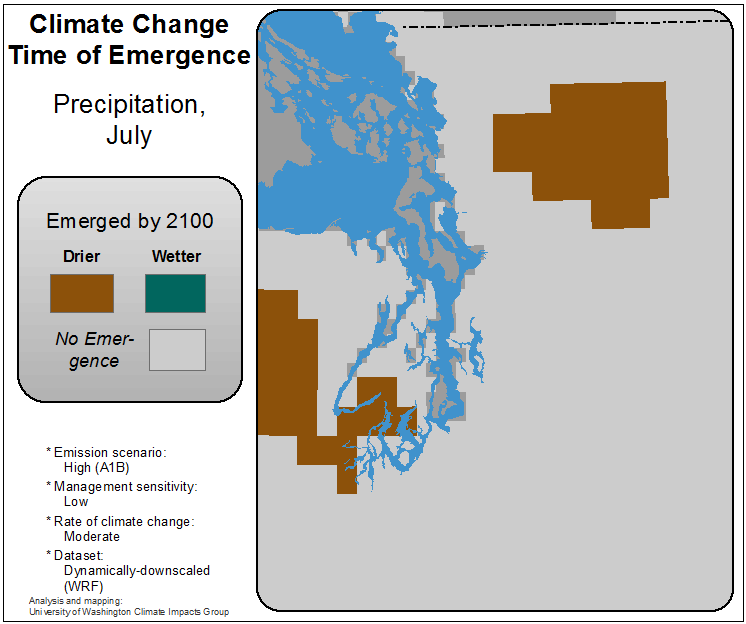 Climate Change
Time of Emergence
Precipitation,
July
Emerged by 2100
Drier Wetter
No Emer-
gence
* Emission scenario:
High (A1B)
* Management sensitivity:
Low
* Rate of climate change:
Moderate
* Dataset:
Dynamically-downscaled
(WRF)
Analysis and mapping:
University of Washington Climate Impacts Group